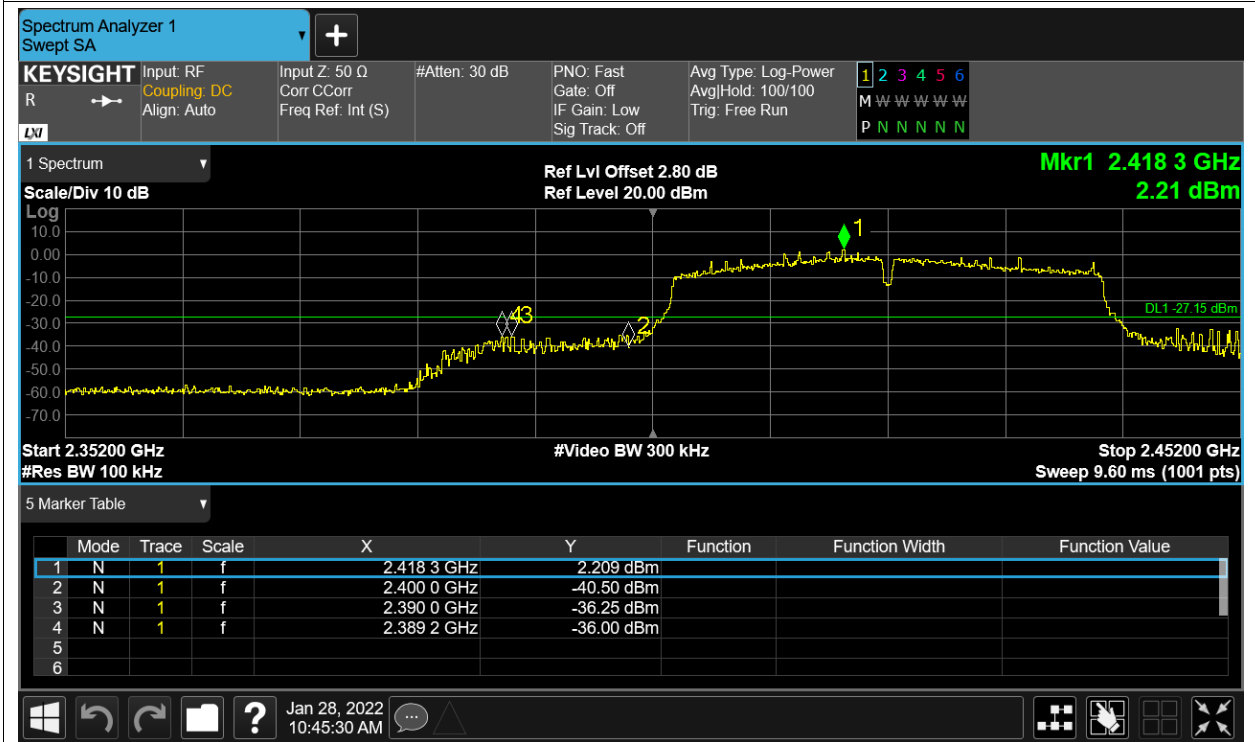 Spectrum Analyzer 1
Swept SA
KEYSIGHT Input: RF Input Z: 50 Ω #Atten: 30 dB PNO: Fast Avg Type: Log-Power 1 2 3 4 5 6
R Coupling: DC Corr CCorr Gate: Off Avg|Hold: 100/100 M W W W W W
Align: Auto Freq Ref: Int (S) IF Gain: Low Trig: Free Run
LXI Sig Track: Off P N N N N N
1 Spectrum Ref Lvl Offset 2.80 dB Mkr1 2.418 3 GHz
Scale/Div 10 dB Ref Level 20.00 dBm 2.21 dBm
Log
10.0 1
0.00
-10.0
-20.0 DL1 -27.15 dBm
-30.0 43 2
-40.0
-50.0
-60.0
-70.0
Start 2.35200 GHz #Video BW 300 kHz Stop 2.45200 GHz
#Res BW 100 kHz Sweep 9.60 ms (1001 pts)
5 Marker Table
Mode Trace Scale X Y Function Function Width Function Value
1 N 1 f 2.418 3 GHz 2.209 dBm
2 N 1 f 2.400 0 GHz -40.50 dBm
3 N 1 f 2.390 0 GHz -36.25 dBm
4 N 1 f 2.389 2 GHz -36.00 dBm
5
6
? Jan 28, 2022
10:45:30 AM